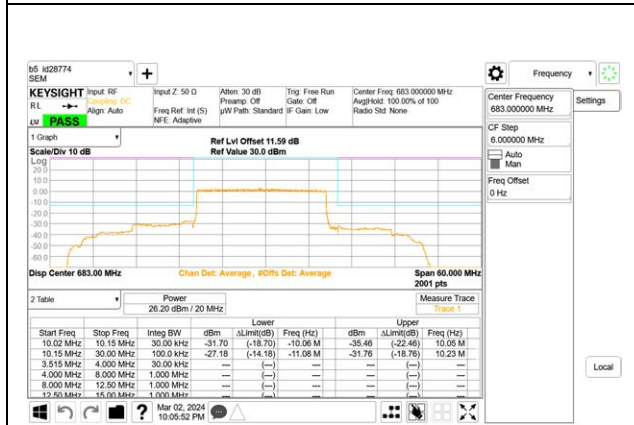 b5 id28774
SEM
+
Frequency
KEYSIGHT
RL
LW PASS
Input: RF
Coupling: DC
Align: Auto
Input Z: 50 Ω
Freq Ref: Int (S)
NFE: Adaptive
Atten: 30 dB
Preamp: Off
µW Path: Standard
Trig: Free Run
Gate: Off
IF Gain: Low
Center Freq: 683.000000 MHz
Avg|Hold: 100.00% of 100
Radio Std: None
Center Frequency
683.000000 MHz
Settings
CF Step
6.000000 MHz
Auto
Man
Freq Offset
0 Hz
1 Graph
Scale/Div 10 dB
Ref Lvl Offset 11.59 dB
Ref Value 30.0 dBm
Log
20.0
10.0
0.00
-10.0
-20.0
-30.0
-40.0
-50.0
-60.0
Disp Center 683.00 MHz
Chan Det: Average , #Offs Det: Average
Span 60.000 MHz
2001 pts
2 Table
Power
26.20 dBm / 20 MHz
Measure Trace
Trace 1
Lower Upper
Start Freq Stop Freq Integ BW dBm ΔLimit(dB) Freq (Hz) dBm ΔLimit(dB) Freq (Hz)
10.02 MHz 10.15 MHz 30.00 kHz -31.70 (-18.70) -10.06 M -35.46 (-22.46) 10.05 M
10.15 MHz 30.00 MHz 100.0 kHz -27.18 (-14.18) -11.08 M -31.76 (-18.76) 10.23 M
3.515 MHz 4.000 MHz 30.00 kHz --- (---) --- --- (---) ---
4.000 MHz 8.000 MHz 1.000 MHz --- (---) --- --- (---) ---
8.000 MHz 12.50 MHz 1.000 MHz --- (---) --- --- (---) ---
12.50 MHz 15.00 MHz 1.000 MHz --- (---) --- --- (---) ---
Local
?
Mar 02, 2024
10:05:52 PM